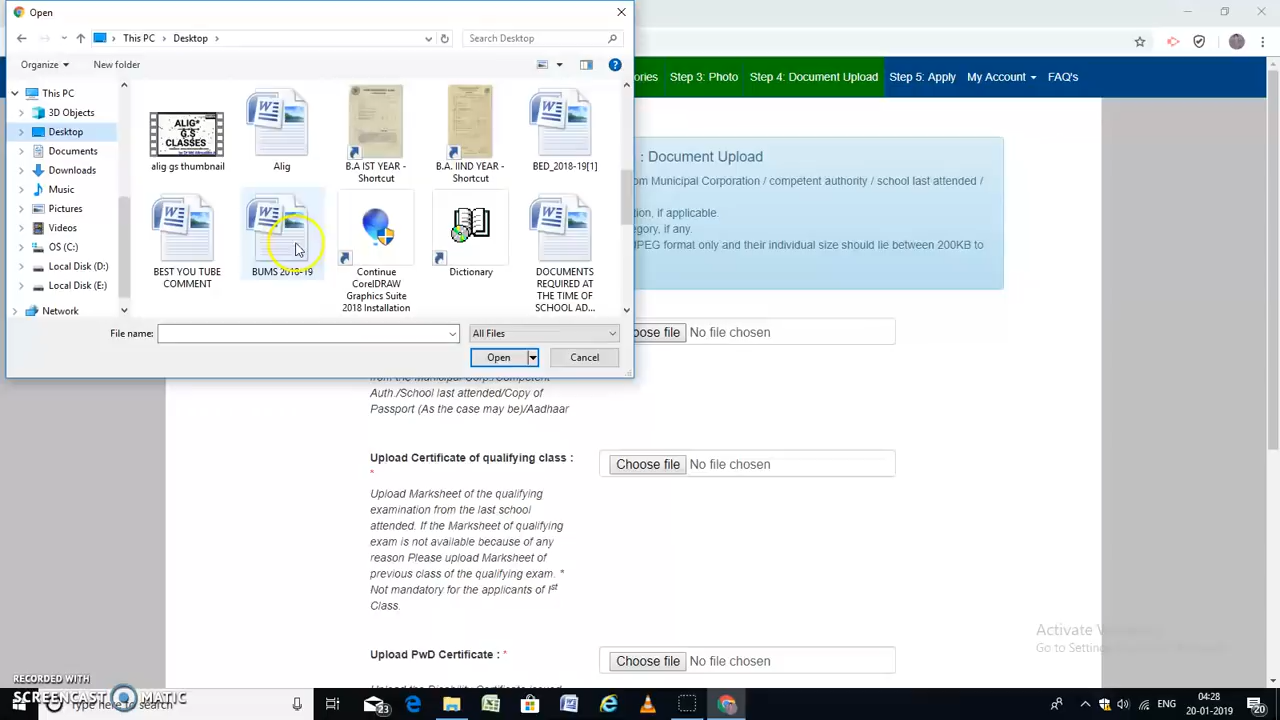 Open
This PC
Desktop
Search Desktop
Organize
New folder
This PC
3D Objects
Desktop
Documents
Downloads
Music
Pictures
Videos
OS (C:)
Local Disk (D:)
Local Disk (E:)
Network
ALIG
G.S
CLASSES
alig gs thumbnail
Alig
B.A IST YEAR -
Shortcut
B.A. IIND YEAR -
Shortcut
BED_2018-19[1]
BEST YOU TUBE
COMMENT
BUMS 2018-19
Continue
CorelDRAW
Graphics Suite
2018 Installation
Dictionary
DOCUMENTS
REQUIRED AT
THE TIME OF
SCHOOL AD...
File name:
All Files
Open
Cancel
ories
Step 3: Photo
Step 4: Document Upload
Step 5: Apply
My Account
FAQ's
: Document Upload
om Municipal Corporation / competent authority / school last attended /
ion, if applicable.
egory, if any.
JPEG format only and their individual size should lie between 200KB to
oose file No file chosen
from the Municipal Corp./Competent
Auth./School last attended/Copy of
Passport (As the case may be)/Aadhaar
Upload Certificate of qualifying class :
*
Choose file No file chosen
Upload Marksheet of the qualifying
examination from the last school
attended. If the Marksheet of qualifying
exam is not available because of any
reason Please upload Marksheet of
previous class of the qualifying exam. *
Not mandatory for the applicants of Ist
Class.
Upload PwD Certificate : *
Choose file No file chosen
Activate
Go to Settings
RECORDED WITH
SCREENCAST MATIC
Type here to search
23
ENG
04:28
20-01-2019
20